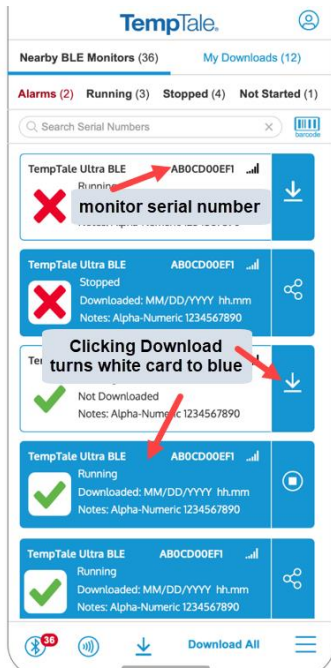 TempTale®
Nearby BLE Monitors (36) My Downloads (12)
Alarms (2) Running (3) Stopped (4) Not Started (1)
Search Serial Numbers
barcode
TempTale Ultra BLE AB0CD00EF1
Running
monitor serial number
TempTale Ultra BLE AB0CD00EF1
Stopped
Downloaded: MM/DD/YYYY hh.mm
Notes: Alpha-Numeric 1234567890
Clicking Download
turns white card to blue
Not Downloaded
Notes: Alpha-Numeric 1234567890
TempTale Ultra BLE AB0CD00EF1
Running
Downloaded: MM/DD/YYYY hh.mm
Notes: Alpha-Numeric 1234567890
TempTale Ultra BLE AB0CD00EF1
Running
Downloaded: MM/DD/YYYY hh.mm
Notes: Alpha-Numeric 1234567890
36
Download All